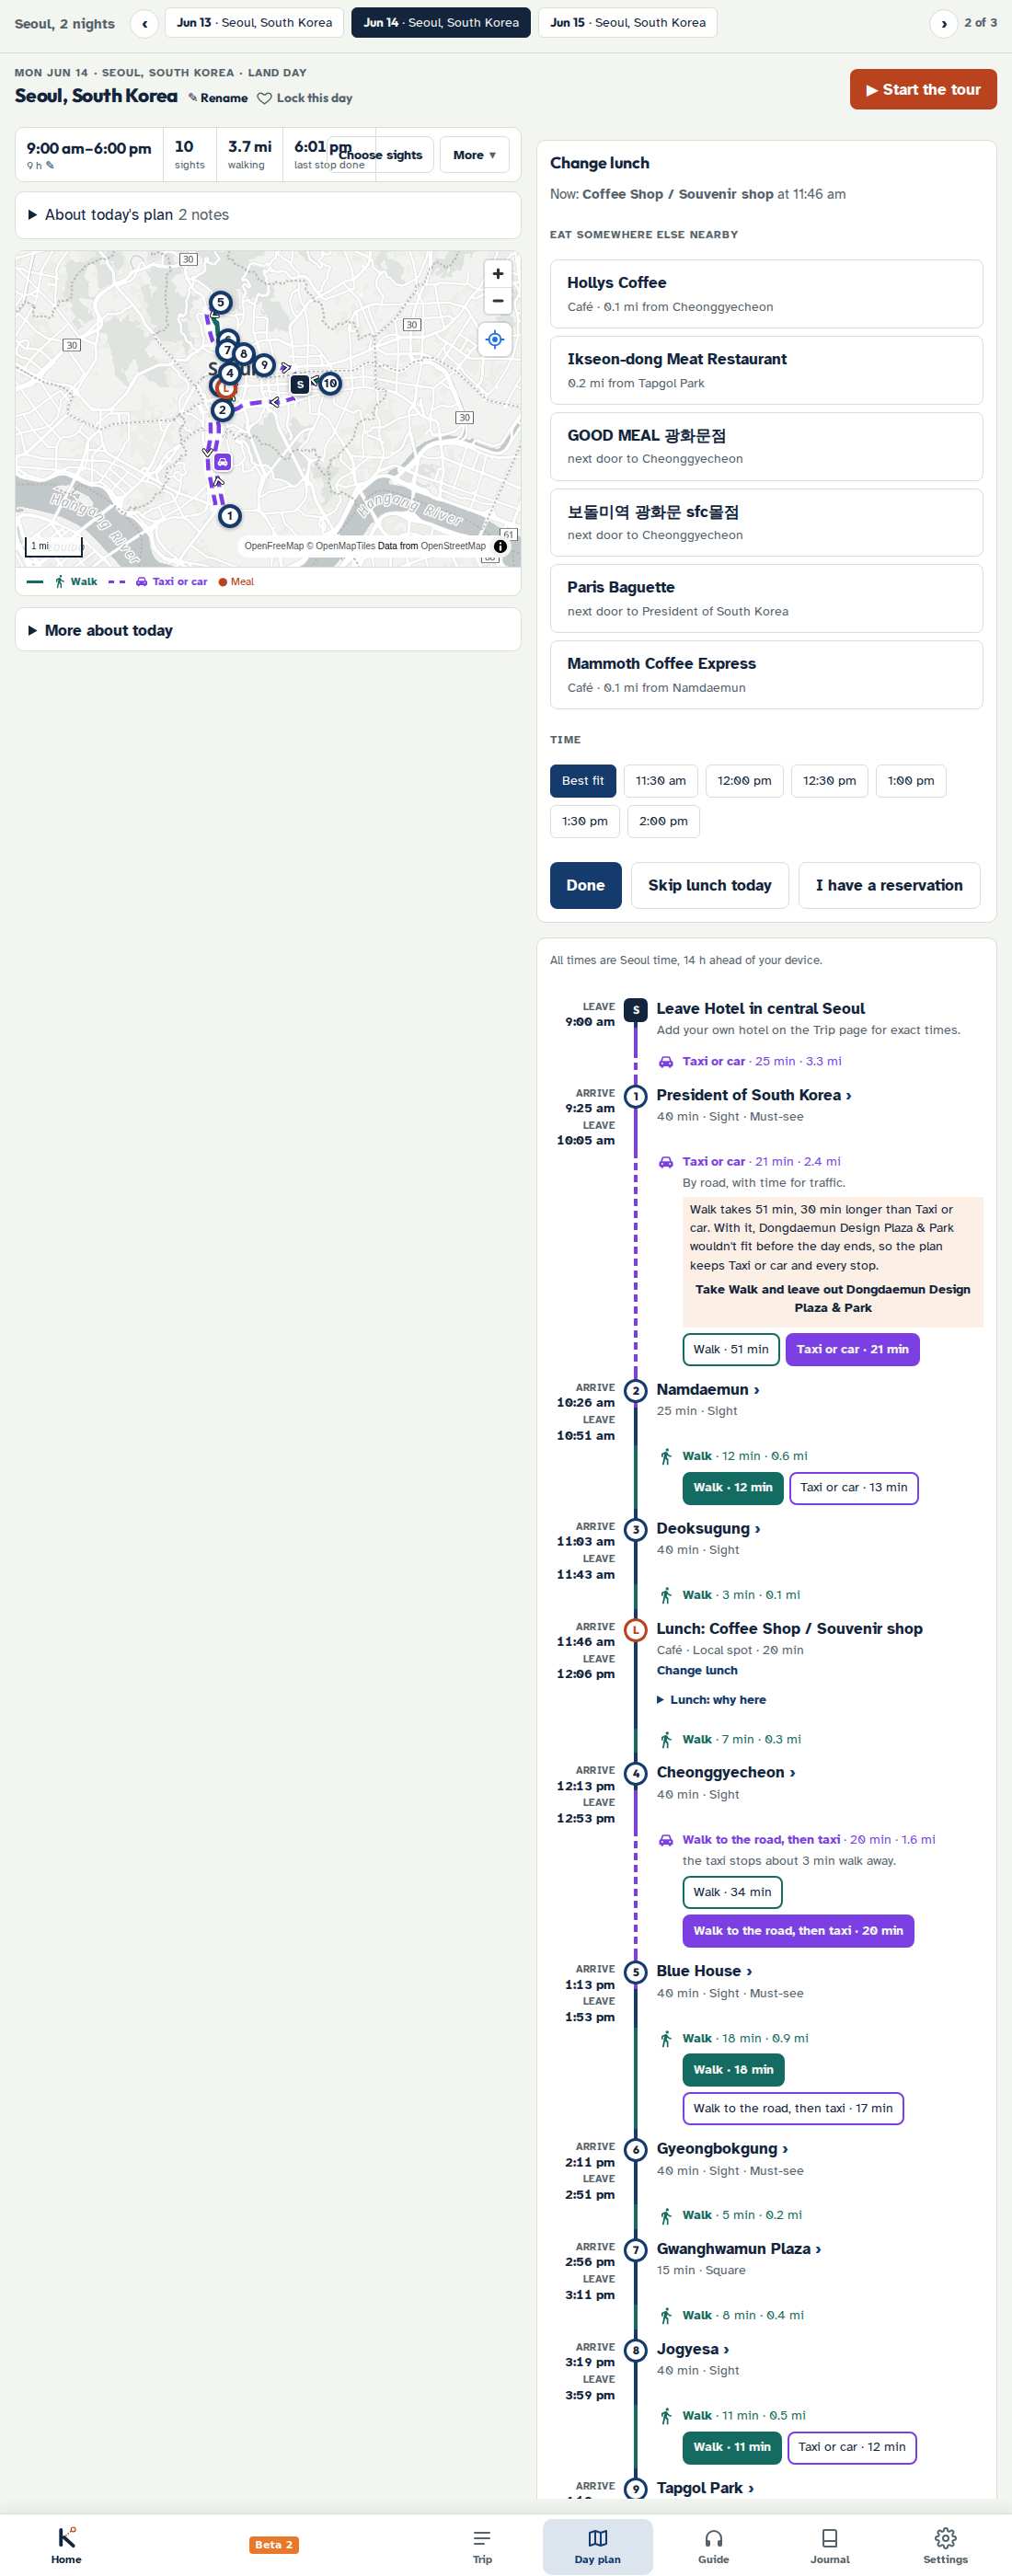 Seoul, 2 nights
‹
Jun 13 · Seoul, South Korea
Jun 14 · Seoul, South Korea
Jun 15 · Seoul, South Korea
›
2 of 3
MON JUN 14 · SEOUL, SOUTH KOREA · LAND DAY
Seoul, South Korea
✎ Rename
Lock this day
▶ Start the tour
9:00 am–6:00 pm
9 h ✎
10
sights
3.7 mi
walking
6:01 pm
last stop done
Choose sights
More ▾
▶ About today's plan 2 notes
30
30
30
30
5
7
8
9
4
L
S
10
2
1
Hangang River
Hangang River
61
+
−
1 mi
OpenFreeMap © OpenMapTiles Data from OpenStreetMap
Walk
Taxi or car
Meal
▶ More about today
Change lunch
Now: Coffee Shop / Souvenir shop at 11:46 am
EAT SOMEWHERE ELSE NEARBY
Hollys Coffee
Café · 0.1 mi from Cheonggyecheon
Ikseon-dong Meat Restaurant
0.2 mi from Tapgol Park
GOOD MEAL 광화문점
next door to Cheonggyecheon
보돌미역 광화문 sfc몰점
next door to Cheonggyecheon
Paris Baguette
next door to President of South Korea
Mammoth Coffee Express
Café · 0.1 mi from Namdaemun
TIME
Best fit
11:30 am
12:00 pm
12:30 pm
1:00 pm
1:30 pm
2:00 pm
Done
Skip lunch today
I have a reservation
All times are Seoul time, 14 h ahead of your device.
LEAVE
9:00 am
S
Leave Hotel in central Seoul
Add your own hotel on the Trip page for exact times.
Taxi or car · 25 min · 3.3 mi
ARRIVE
9:25 am
LEAVE
10:05 am
1
President of South Korea ›
40 min · Sight · Must-see
Taxi or car · 21 min · 2.4 mi
By road, with time for traffic.
Walk takes 51 min, 30 min longer than Taxi or
car. With it, Dongdaemun Design Plaza & Park
wouldn't fit before the day ends, so the plan
keeps Taxi or car and every stop.
Take Walk and leave out Dongdaemun Design
Plaza & Park
Walk · 51 min
Taxi or car · 21 min
ARRIVE
10:26 am
LEAVE
10:51 am
2
Namdaemun ›
25 min · Sight
Walk · 12 min · 0.6 mi
Walk · 12 min
Taxi or car · 13 min
ARRIVE
11:03 am
LEAVE
11:43 am
3
Deoksugung ›
40 min · Sight
Walk · 3 min · 0.1 mi
ARRIVE
11:46 am
LEAVE
12:06 pm
L
Lunch: Coffee Shop / Souvenir shop
Café · Local spot · 20 min
Change lunch
▶ Lunch: why here
Walk · 7 min · 0.3 mi
ARRIVE
12:13 pm
LEAVE
12:53 pm
4
Cheonggyecheon ›
40 min · Sight
Walk to the road, then taxi · 20 min · 1.6 mi
the taxi stops about 3 min walk away.
Walk · 34 min
Walk to the road, then taxi · 20 min
ARRIVE
1:13 pm
LEAVE
1:53 pm
5
Blue House ›
40 min · Sight · Must-see
Walk · 18 min · 0.9 mi
Walk · 18 min
Walk to the road, then taxi · 17 min
ARRIVE
2:11 pm
LEAVE
2:51 pm
6
Gyeongbokgung ›
40 min · Sight · Must-see
Walk · 5 min · 0.2 mi
ARRIVE
2:56 pm
LEAVE
3:11 pm
7
Gwanghwamun Plaza ›
15 min · Square
Walk · 8 min · 0.4 mi
ARRIVE
3:19 pm
LEAVE
3:59 pm
8
Jogyesa ›
40 min · Sight
Walk · 11 min · 0.5 mi
Walk · 11 min
Taxi or car · 12 min
ARRIVE
9
Tapgol Park ›
Home
Beta 2
Trip
Day plan
Guide
Journal
Settings